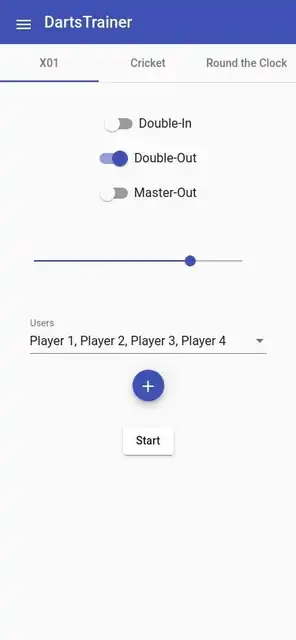 DartsTrainer
X01 Cricket Round the Clock
Double-In
Double-Out
Master-Out
Users
Player 1, Player 2, Player 3, Player 4
+
Start